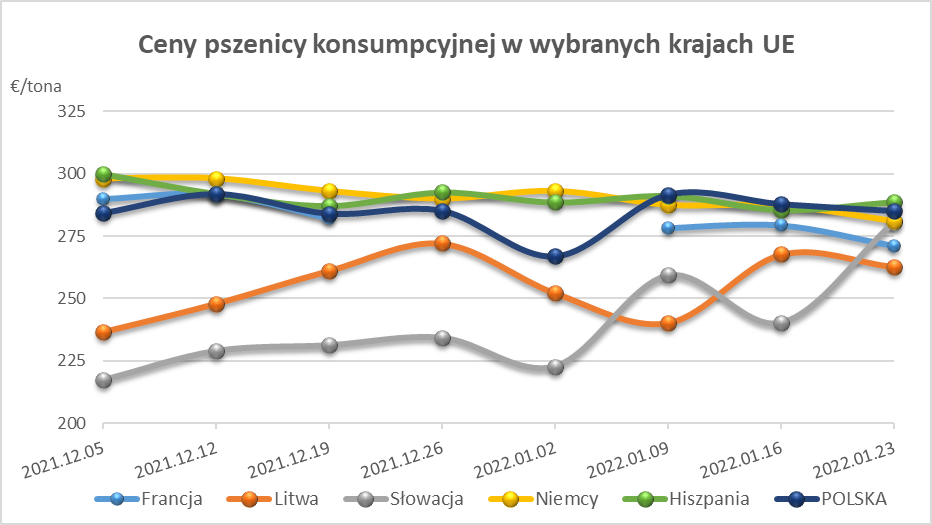 Ceny pszenicy konsumpcyjnej w wybranych krajach UE
€/tona
325
300
275
250
225
200
2021.12.05 2021.12.12 2021.12.19 2021.12.26 2022.01.02 2022.01.09 2022.01.16 2022.01.23
Francja Litwa Słowacja Niemcy Hiszpania POLSKA